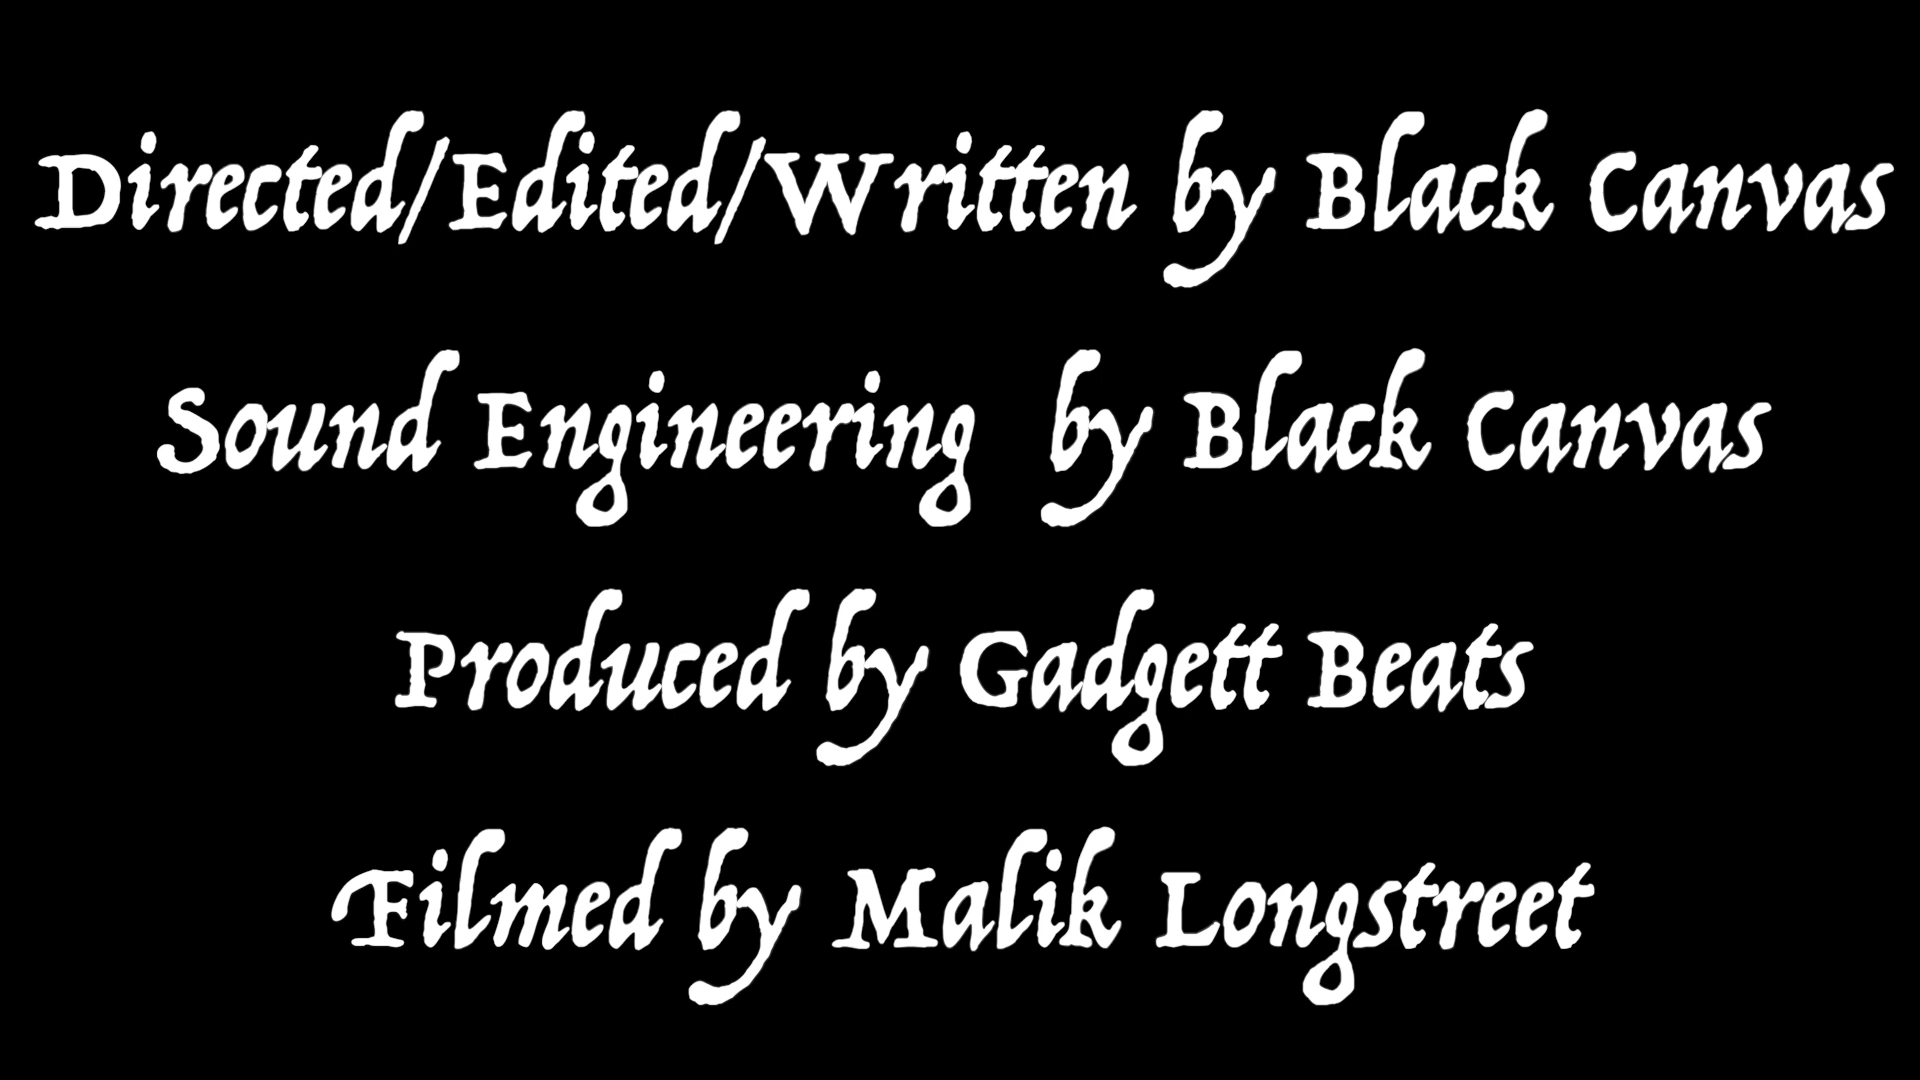 Directed/Edited/Written by Black Canvas
Sound Engineering by Black Canvas
Produced by Gadgett Beats
Filmed by Malik Longstreet